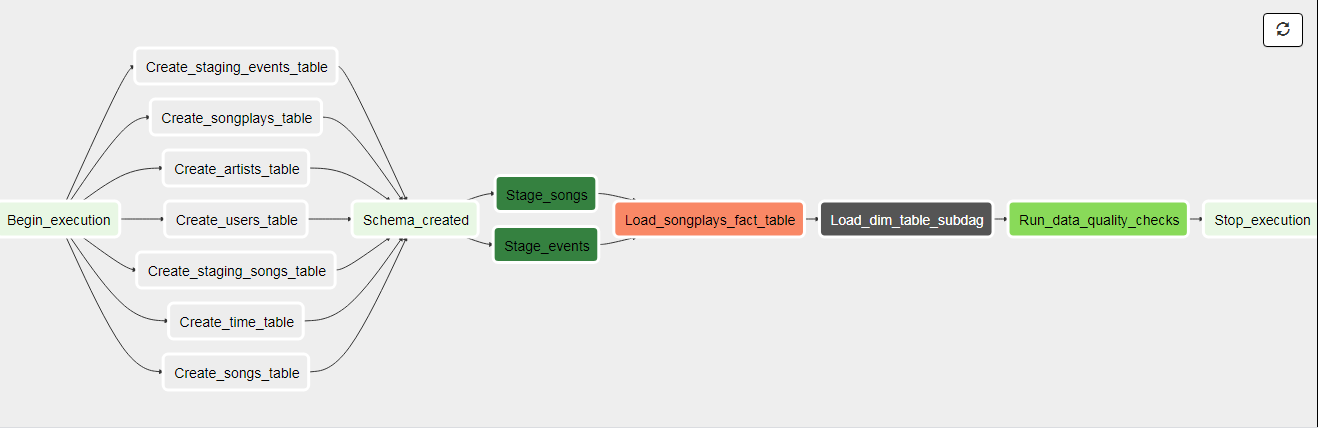 Begin_execution
Create_staging_events_table
Create_songplays_table
Create_artists_table
Create_users_table
Create_staging_songs_table
Create_time_table
Create_songs_table
Schema_created
Stage_songs
Stage_events
Load_songplays_fact_table
Load_dim_table_subdag
Run_data_quality_checks
Stop_execution